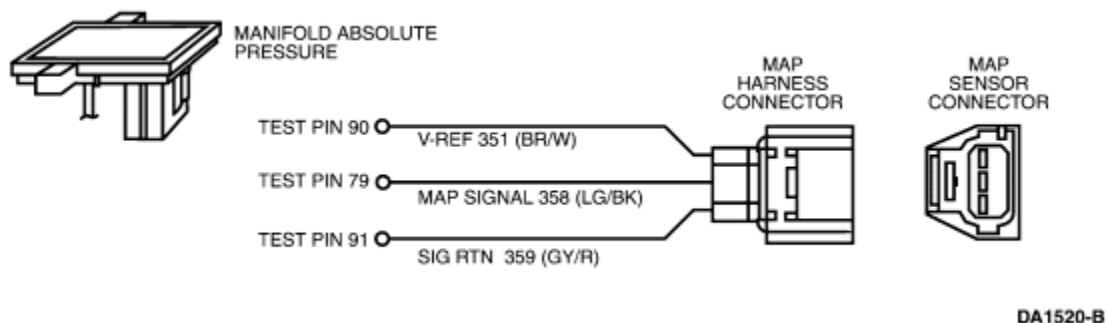 MANIFOLD ABSOLUTE
PRESSURE
MAP
HARNESS
CONNECTOR
MAP
SENSOR
CONNECTOR
TEST PIN 90
V-REF 351 (BR/W)
TEST PIN 79
MAP SIGNAL 358 (LG/BK)
TEST PIN 91
SIG RTN 359 (GY/R)
DA1520-B